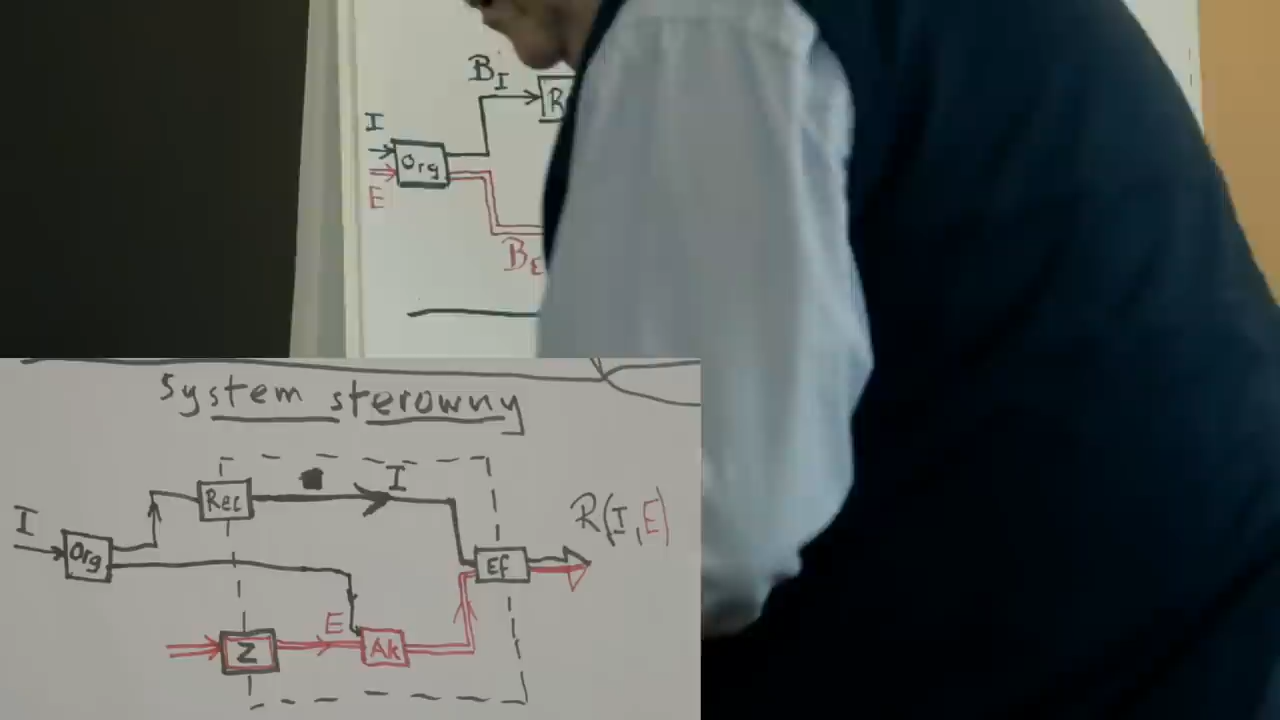 B_I
R
I
Org
E
B_E
System sterowny
I
Rec
I
Org
R(I,E)
Ef
E
Z
Ak